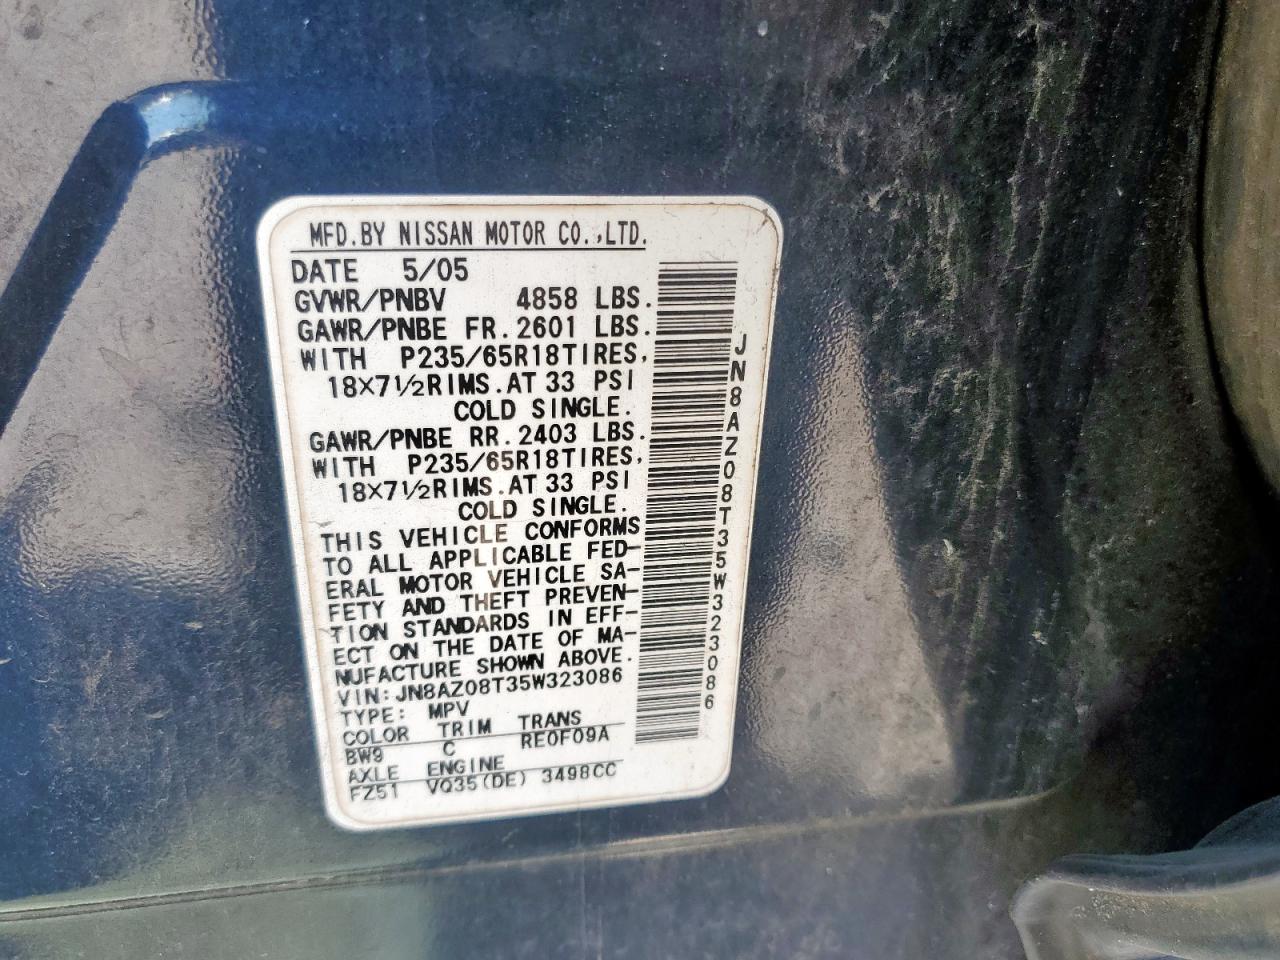 MFD.BY NISSAN MOTOR CO.,LTD.
DATE 5/05
GVWR/PNBV 4858 LBS.
GAWR/PNBE FR.2601 LBS.
WITH P235/65R18TIRES,
18X7½RIMS.AT 33 PSI
COLD SINGLE.
GAWR/PNBE RR.2403 LBS.
WITH P235/65R18TIRES,
18X7½RIMS.AT 33 PSI
COLD SINGLE.
THIS VEHICLE CONFORMS
TO ALL APPLICABLE FED-
ERAL MOTOR VEHICLE SA-
FETY AND THEFT PREVEN-
TION STANDARDS IN EFF-
ECT ON THE DATE OF MA-
NUFACTURE SHOWN ABOVE.
VIN:JN8AZ08T35W323086
TYPE: MPV
COLOR TRIM TRANS
BW9 C RE0F09A
AXLE ENGINE
FZ51 VQ35(DE) 3498CC
JN8AZ08T35W323086